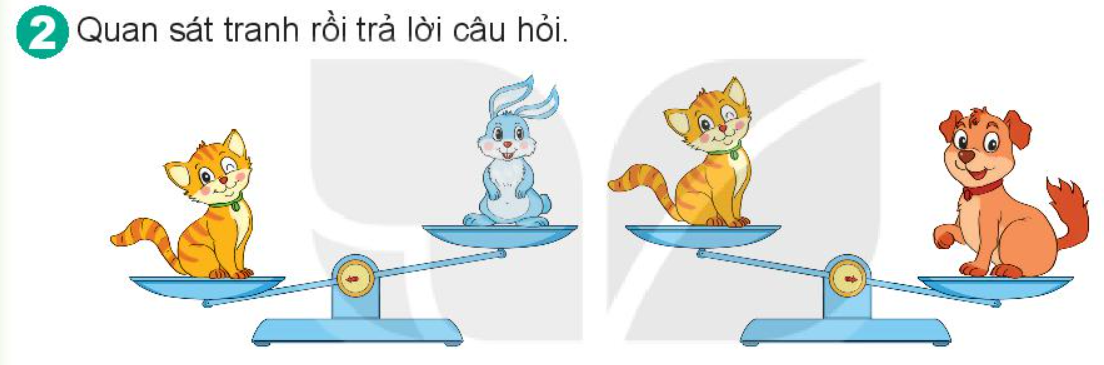 2 Quan sát tranh rồi trả lời câu hỏi.